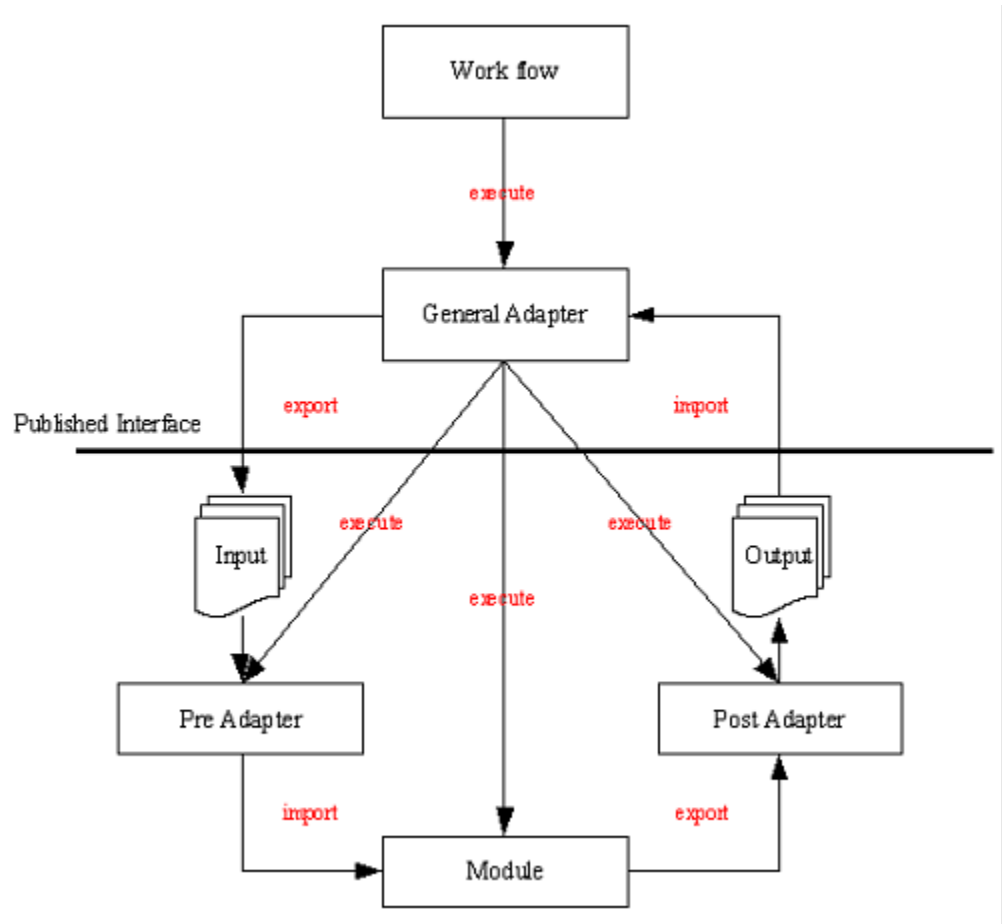 Work flow
execute
General Adapter
export
import
Published Interface
execute
execute
Input
Output
execute
Pre Adapter
Post Adapter
import
export
Module